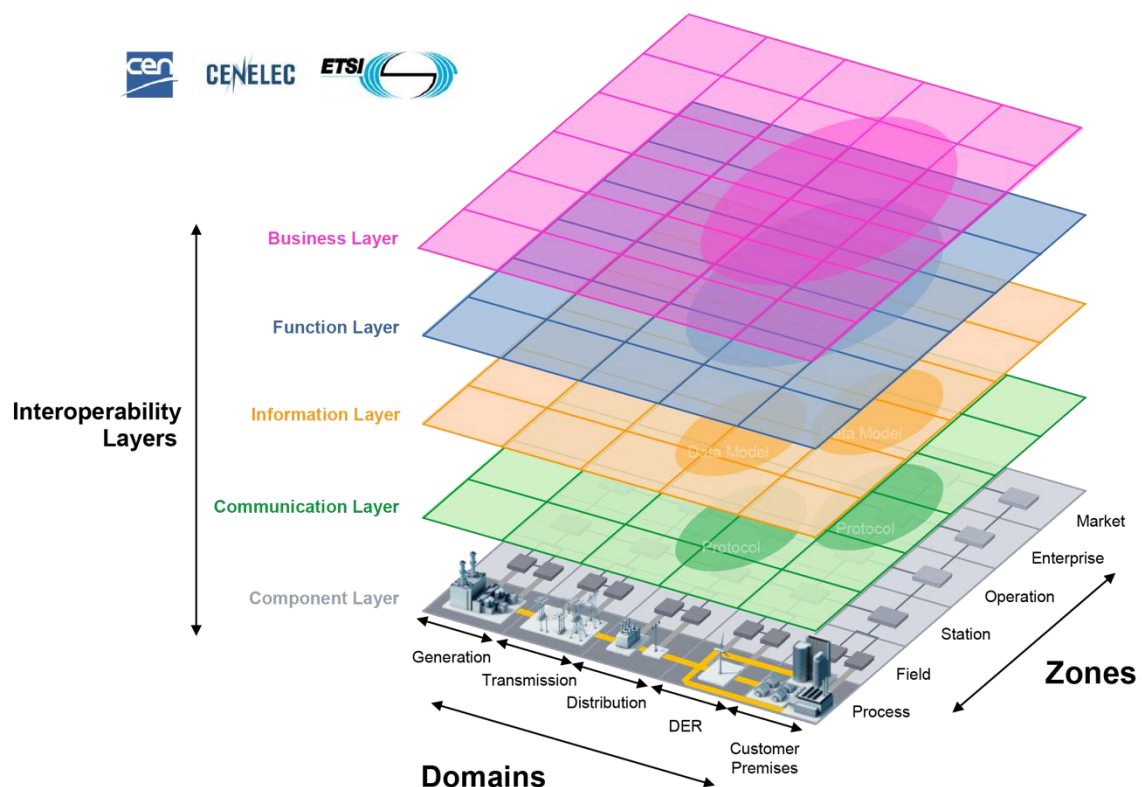 cen
CENELEC
ETSI
Business Layer
Function Layer
Interoperability
Layers
Information Layer
Data Model
Data Model
Communication Layer
Protocol
Protocol
Component Layer
Market
Enterprise
Operation
Station
Field
Process
Zones
Generation
Transmission
Distribution
DER
Customer
Premises
Domains